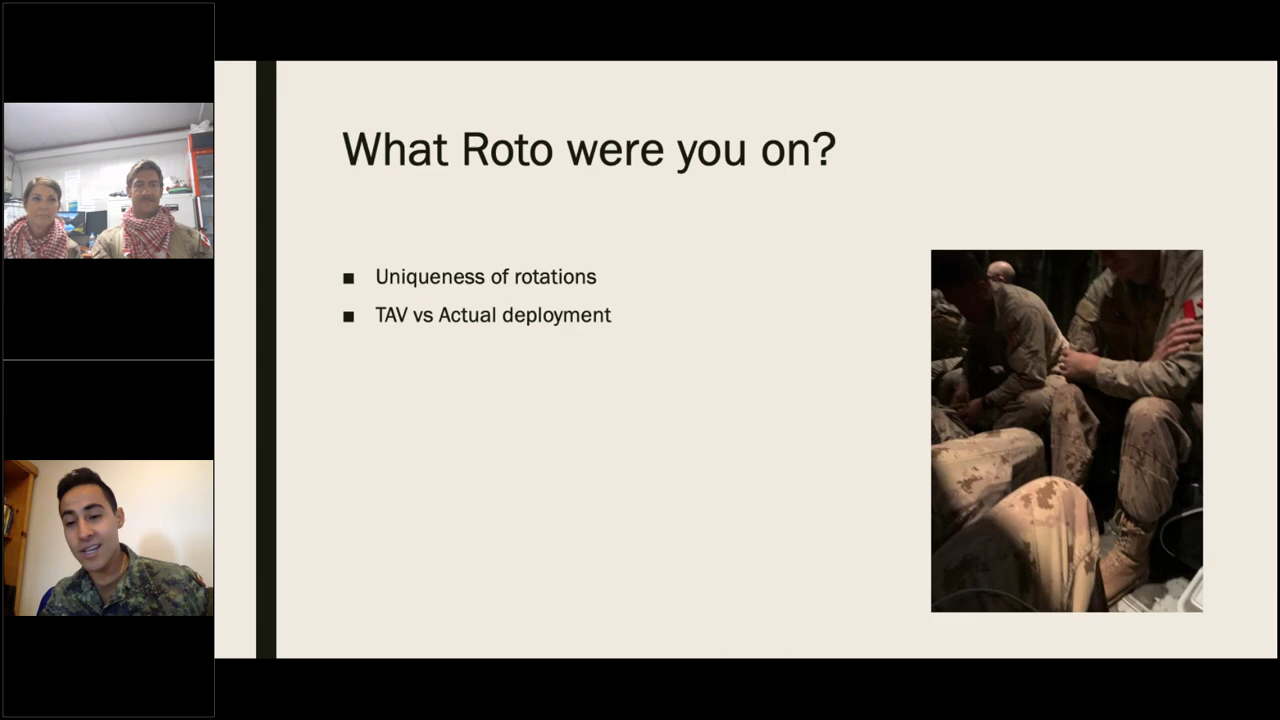 What Roto were you on?
Uniqueness of rotations
TAV vs Actual deployment